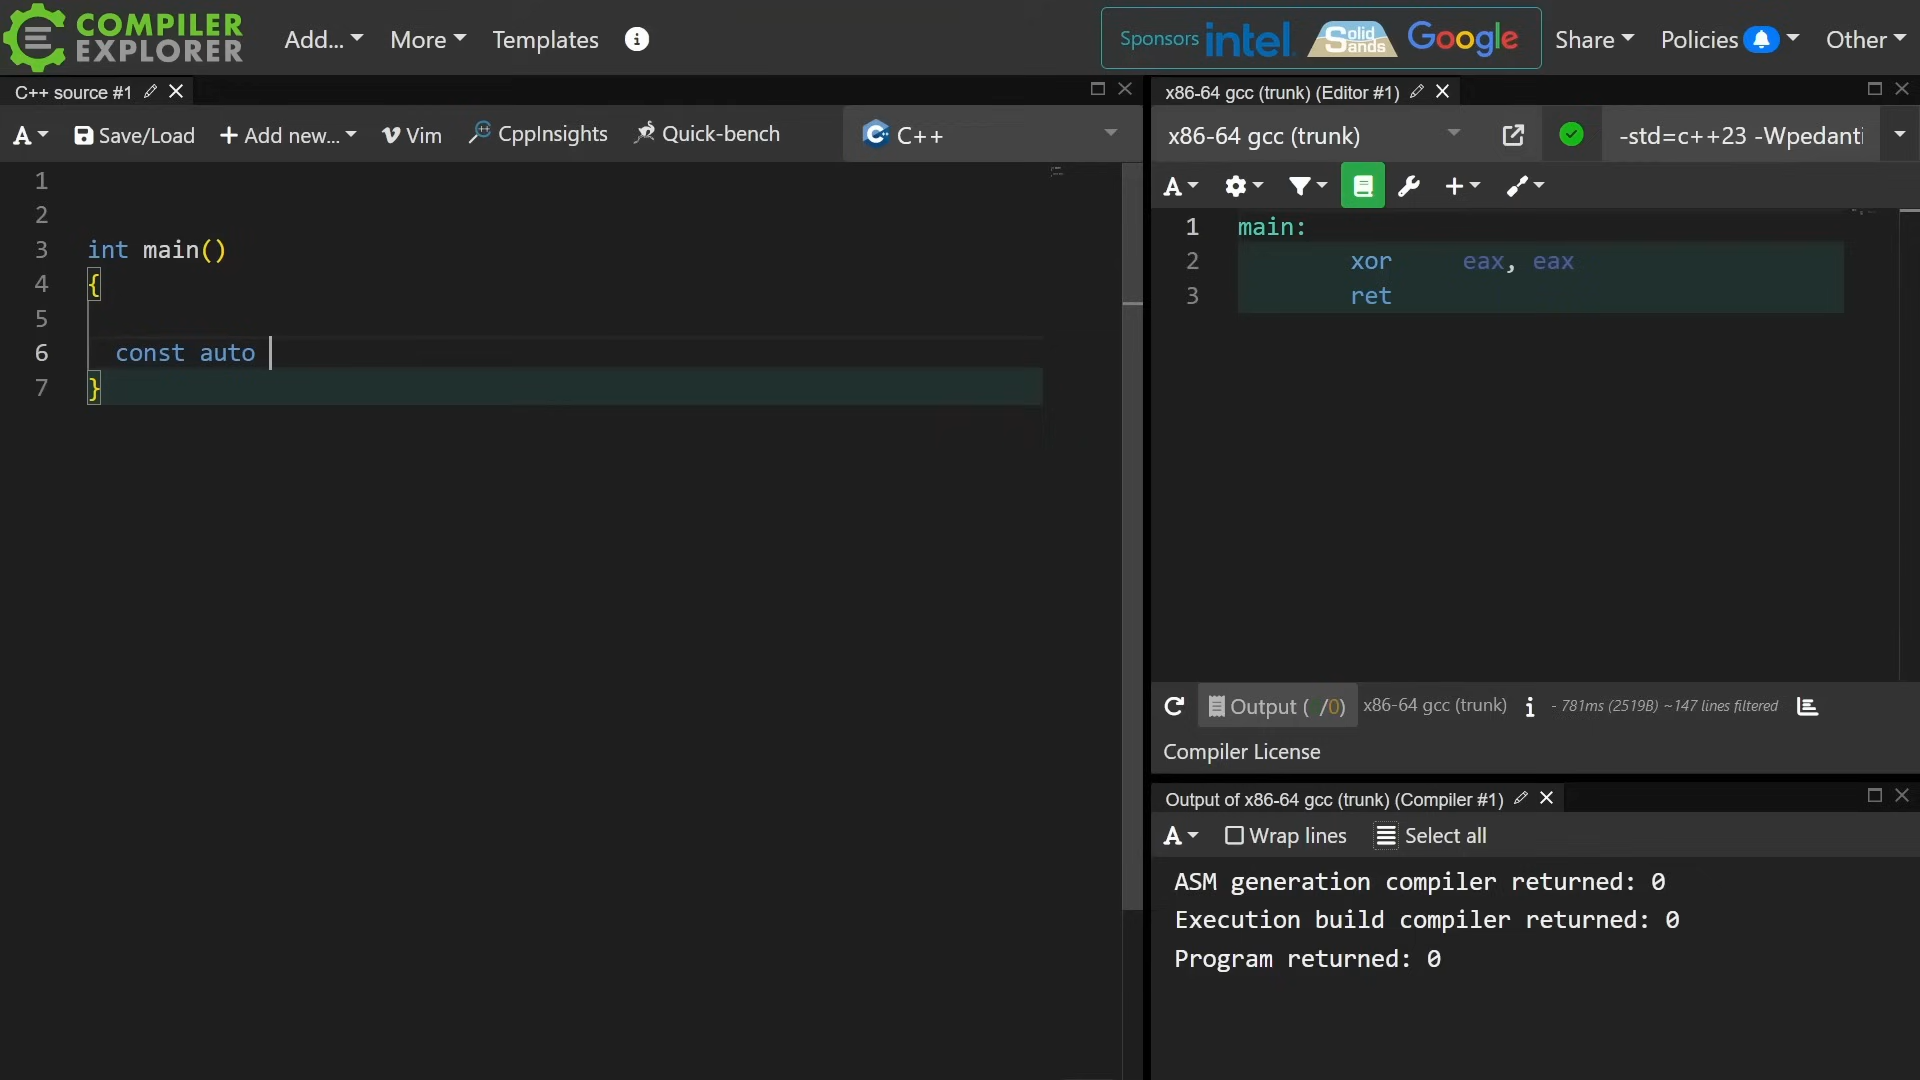 COMPILER EXPLORER Add... More Templates Sponsors intel Solid Sands Google Share Policies Other
C++ source #1
A Save/Load + Add new... Vim CppInsights Quick-bench C++
1
2
3 int main()
4 {
5
6 const auto
7 }
x86-64 gcc (trunk) (Editor #1)
x86-64 gcc (trunk) -std=c++23 -Wpedanti
A
1 main:
2 xor eax, eax
3 ret
Output ( /0) x86-64 gcc (trunk) i - 781ms (2519B) ~147 lines filtered
Compiler License
Output of x86-64 gcc (trunk) (Compiler #1)
A Wrap lines Select all
ASM generation compiler returned: 0
Execution build compiler returned: 0
Program returned: 0